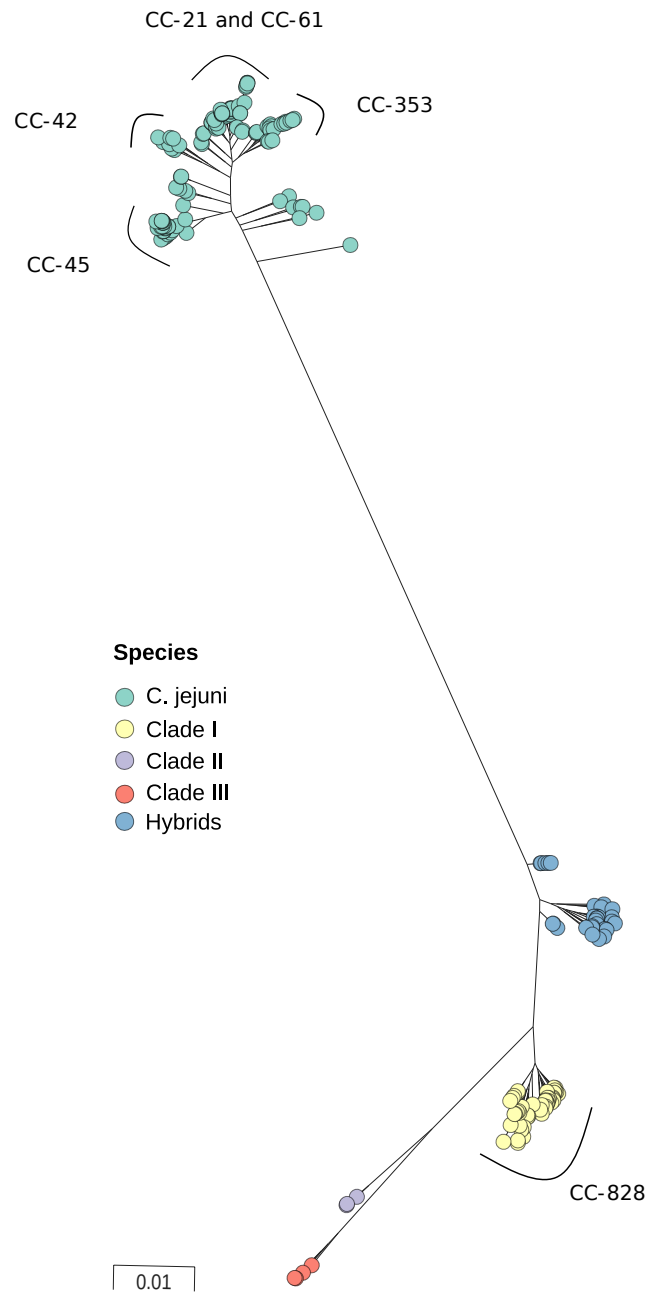 CC-21 and CC-61
CC-353
CC-42
CC-45
Species
C. jejuni
Clade I
Clade II
Clade III
Hybrids
CC-828
0.01